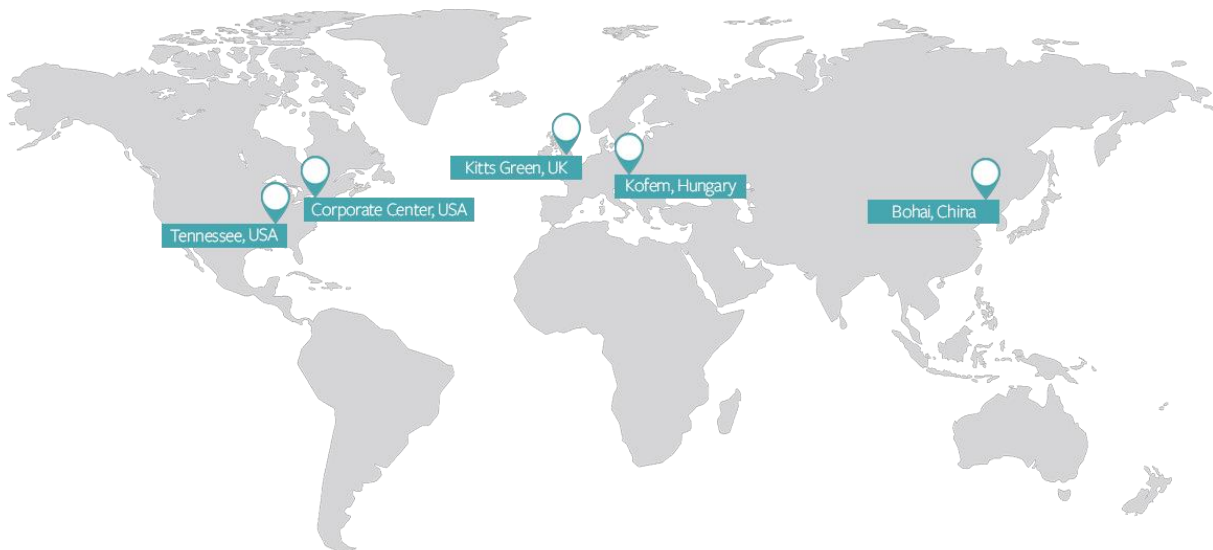 Kitts Green, UK
Kofem, Hungary
Corporate Center, USA
Bohai, China
Tennessee, USA